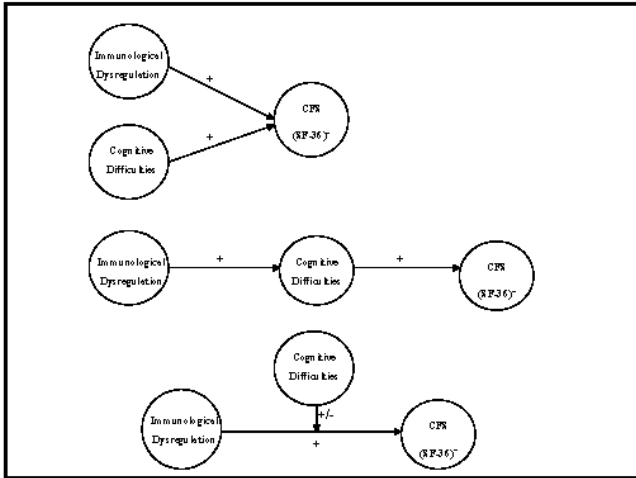 Immunological
Dysregulation
+
CFS
(SF-36)-
+
Cognitive
Difficulties
Immunological
Dysregulation
+
Cognitive
Difficulties
+
CFS
(SF-36)-
Cognitive
Difficulties
+/-
Immunological
Dysregulation
+
CFS
(SF-36)-